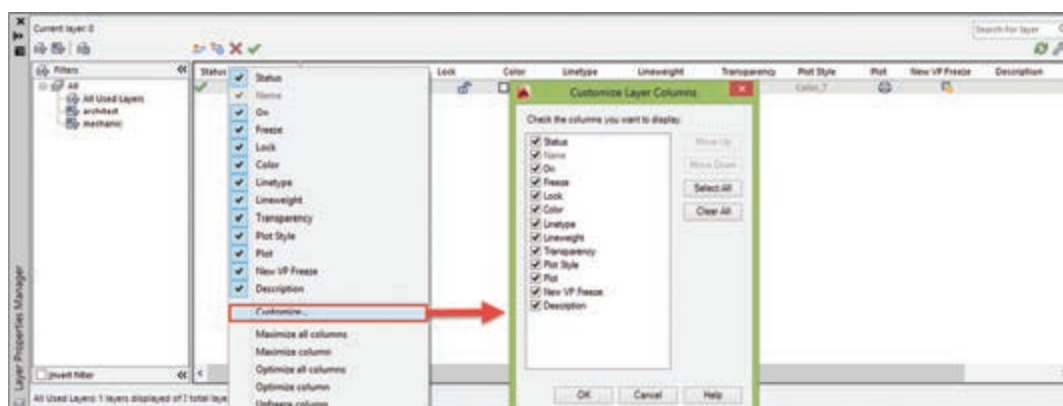 Current layer: 0
Search for layer
Filters
All
All Used Layers
architect
mechanic
Invert filter
Layer Properties Manager
Status Lock Color Linetype Lineweight Transparency Plot Style Plot New VP Freeze Description
Color_7
Status
Name
On
Freeze
Lock
Color
Linetype
Lineweight
Transparency
Plot Style
Plot
New VP Freeze
Description
Customize...
Maximize all columns
Maximize column
Optimize all columns
Optimize column
Unfreeze column
Customize Layer Columns
Check the columns you want to display:
Status
Name
On
Freeze
Lock
Color
Linetype
Lineweight
Transparency
Plot Style
Plot
New VP Freeze
Description
Move Up
Move Down
Select All
Clear All
OK Cancel Help
All Used Layers: 1 layers displayed of 1 total laye